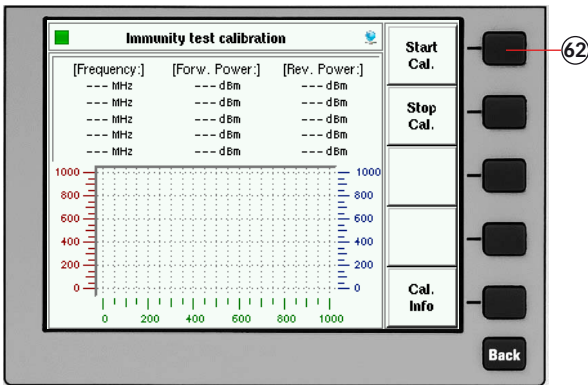 Immunity test calibration
[Frequency:] [Forw. Power:] [Rev. Power:]
--- MHz --- dBm --- dBm
--- MHz --- dBm --- dBm
--- MHz --- dBm --- dBm
--- MHz --- dBm --- dBm
--- MHz --- dBm --- dBm
1000 1000
800 800
600 600
400 400
200 200
0 0
0 200 400 600 800 1000
Start
Cal.
Stop
Cal.
Cal.
Info
Back
62